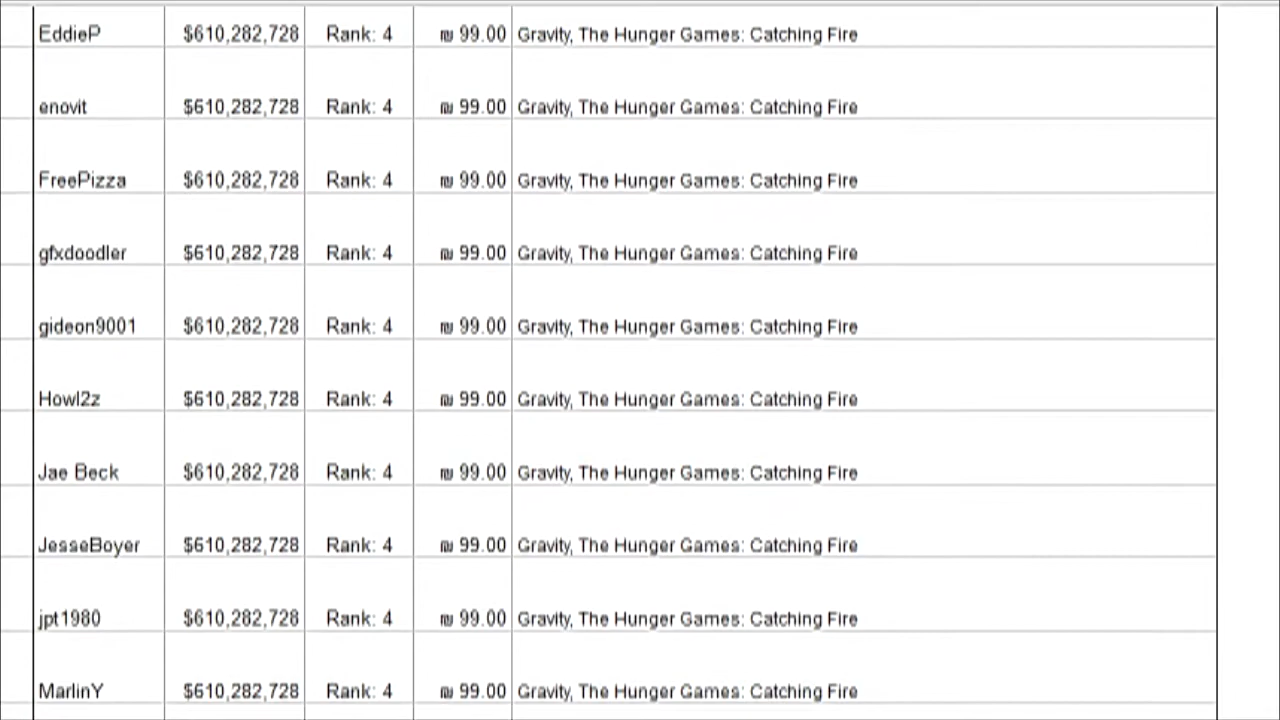 EddieP $610,282,728 Rank: 4 ₪ 99.00 Gravity, The Hunger Games: Catching Fire
enovit $610,282,728 Rank: 4 ₪ 99.00 Gravity, The Hunger Games: Catching Fire
FreePizza $610,282,728 Rank: 4 ₪ 99.00 Gravity, The Hunger Games: Catching Fire
gfxdoodler $610,282,728 Rank: 4 ₪ 99.00 Gravity, The Hunger Games: Catching Fire
gideon9001 $610,282,728 Rank: 4 ₪ 99.00 Gravity, The Hunger Games: Catching Fire
Howl2z $610,282,728 Rank: 4 ₪ 99.00 Gravity, The Hunger Games: Catching Fire
Jae Beck $610,282,728 Rank: 4 ₪ 99.00 Gravity, The Hunger Games: Catching Fire
JesseBoyer $610,282,728 Rank: 4 ₪ 99.00 Gravity, The Hunger Games: Catching Fire
jpt1980 $610,282,728 Rank: 4 ₪ 99.00 Gravity, The Hunger Games: Catching Fire
MarlinY $610,282,728 Rank: 4 ₪ 99.00 Gravity, The Hunger Games: Catching Fire